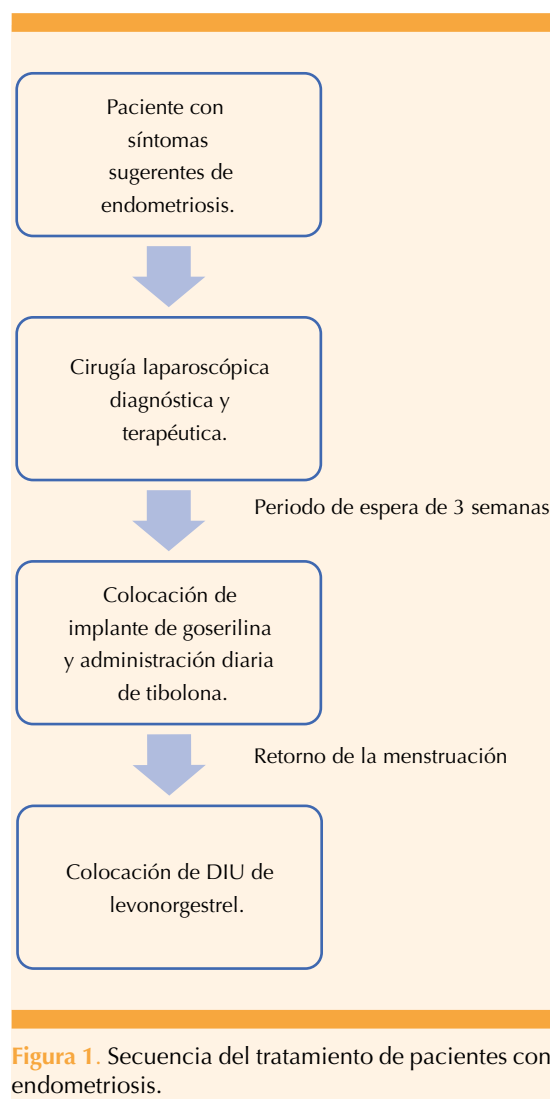 Paciente con
síntomas
sugerentes de
endometriosis.
Cirugía laparoscópica
diagnóstica y
terapéutica.
Periodo de espera de 3 semanas
Colocación de
implante de goserilina
y administración diaria
de tibolona.
Retorno de la menstruación
Colocación de DIU de
levonorgestrel.
Figura 1. Secuencia del tratamiento de pacientes con
endometriosis.